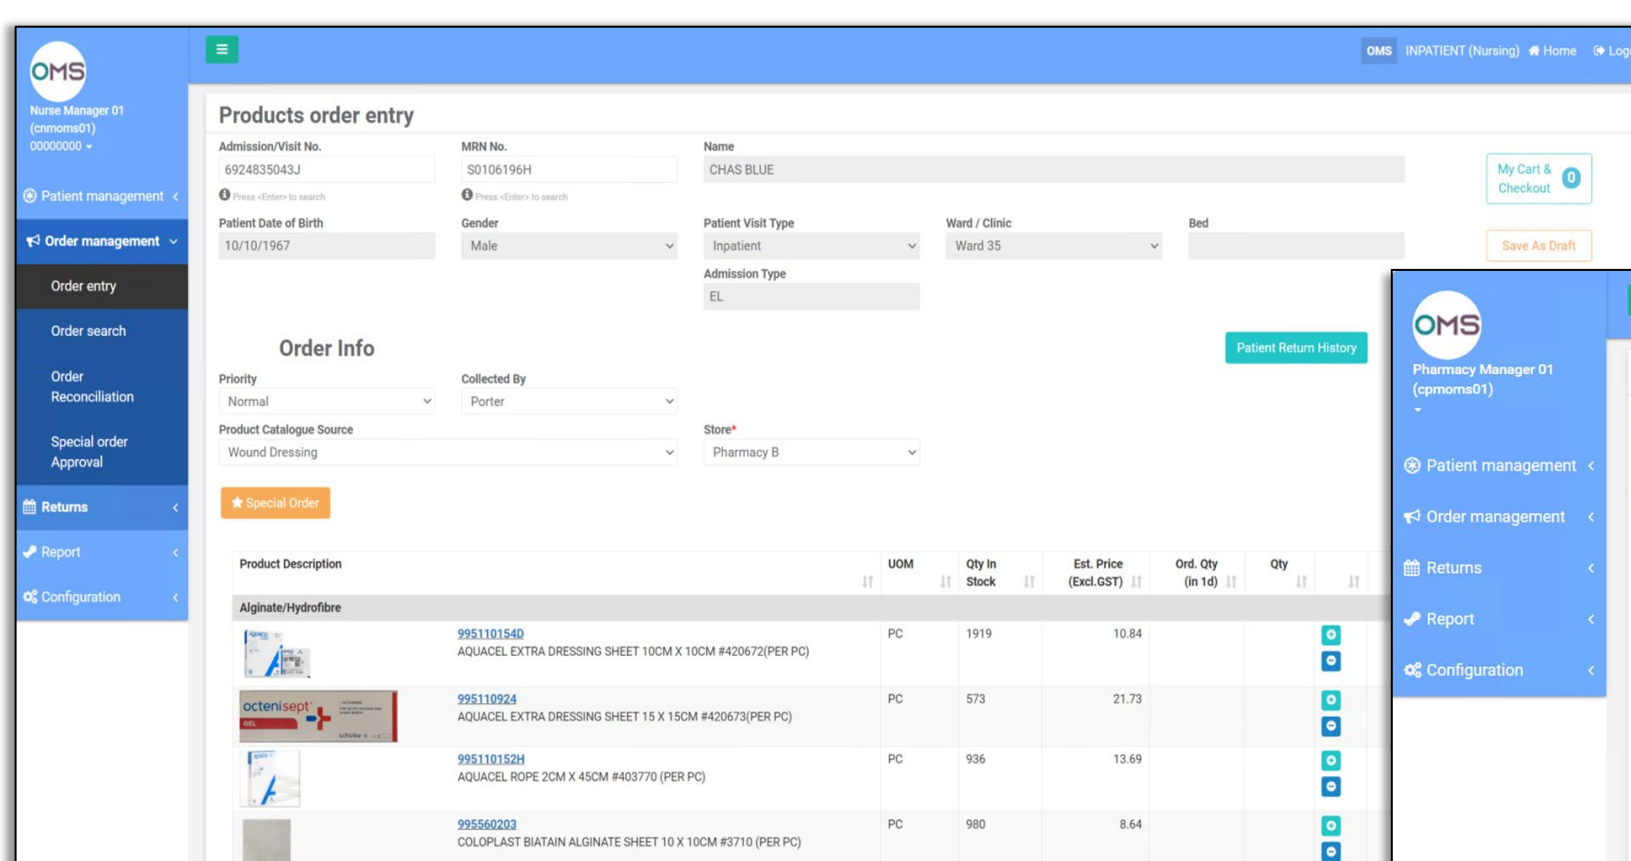 OMS
Nurse Manager 01
(cnmoms01)
00000000
Patient management
Order management
Order entry
Order search
Order
Reconciliation
Special order
Approval
Returns
Report
Configuration
OMS INPATIENT (Nursing) Home
Products order entry
Admission/Visit No. MRN No. Name
6924835043J S0106196H CHAS BLUE
Press <Enter> to search Press <Enter> to search
My Cart &
Checkout 0
Patient Date of Birth Gender Patient Visit Type Ward / Clinic Bed
10/10/1967 Male Inpatient Ward 35
Save As Draft
Admission Type
EL
Order Info
Patient Return History
Priority Collected By
Normal Porter
Product Catalogue Source Store*
Wound Dressing Pharmacy B
Special Order
Product Description UOM Qty In
Stock Est. Price
(Excl.GST) Ord. Qty
(in 1d) Qty
Alginate/Hydrofibre
995110154D PC 1919 10.84
AQUACEL EXTRA DRESSING SHEET 10CM X 10CM #420672(PER PC)
octenisept
GEL
schülke
995110924 PC 573 21.73
AQUACEL EXTRA DRESSING SHEET 15 X 15CM #420673(PER PC)
995110152H PC 936 13.69
AQUACEL ROPE 2CM X 45CM #403770 (PER PC)
995560203 PC 980 8.64
COLOPLAST BIATAIN ALGINATE SHEET 10 X 10CM #3710 (PER PC)
OMS
Pharmacy Manager 01
(cpmoms01)
Patient management
Order management
Returns
Report
Configuration